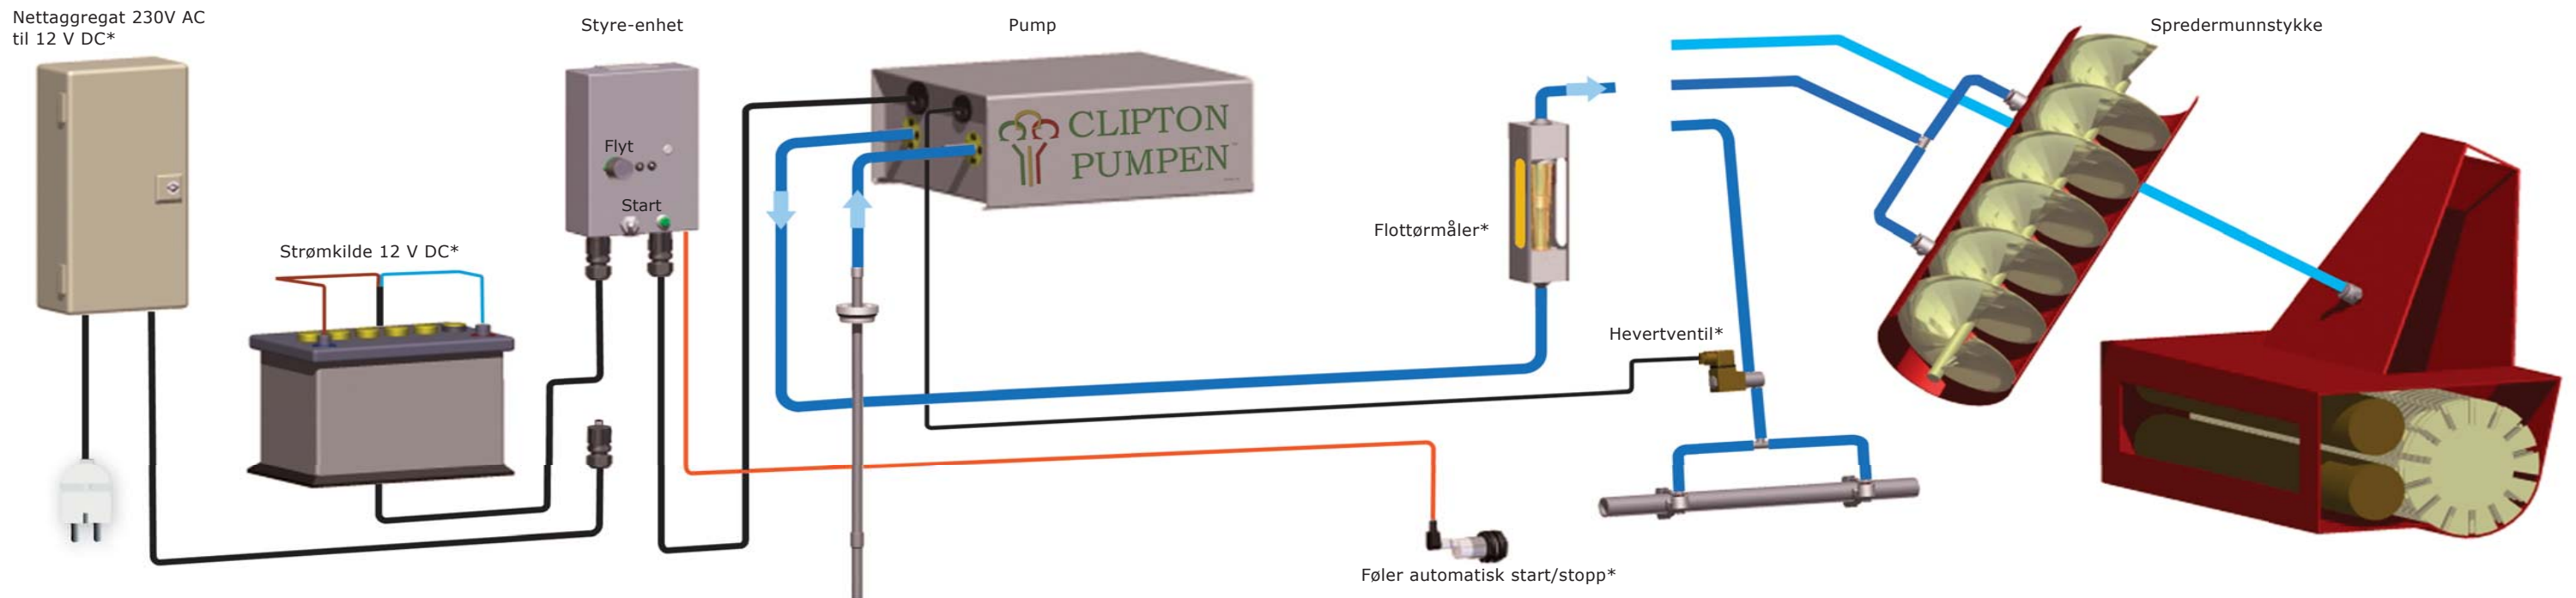 Nettaggregat 230V AC
til 12 V DC*
Styre-enhet
Pump
Spredermunnstykke
CLIPTON
PUMPEN
Flyt
Start
Flottørmåler*
Strømkilde 12 V DC*
Hevertventil*
Føler automatisk start/stopp*